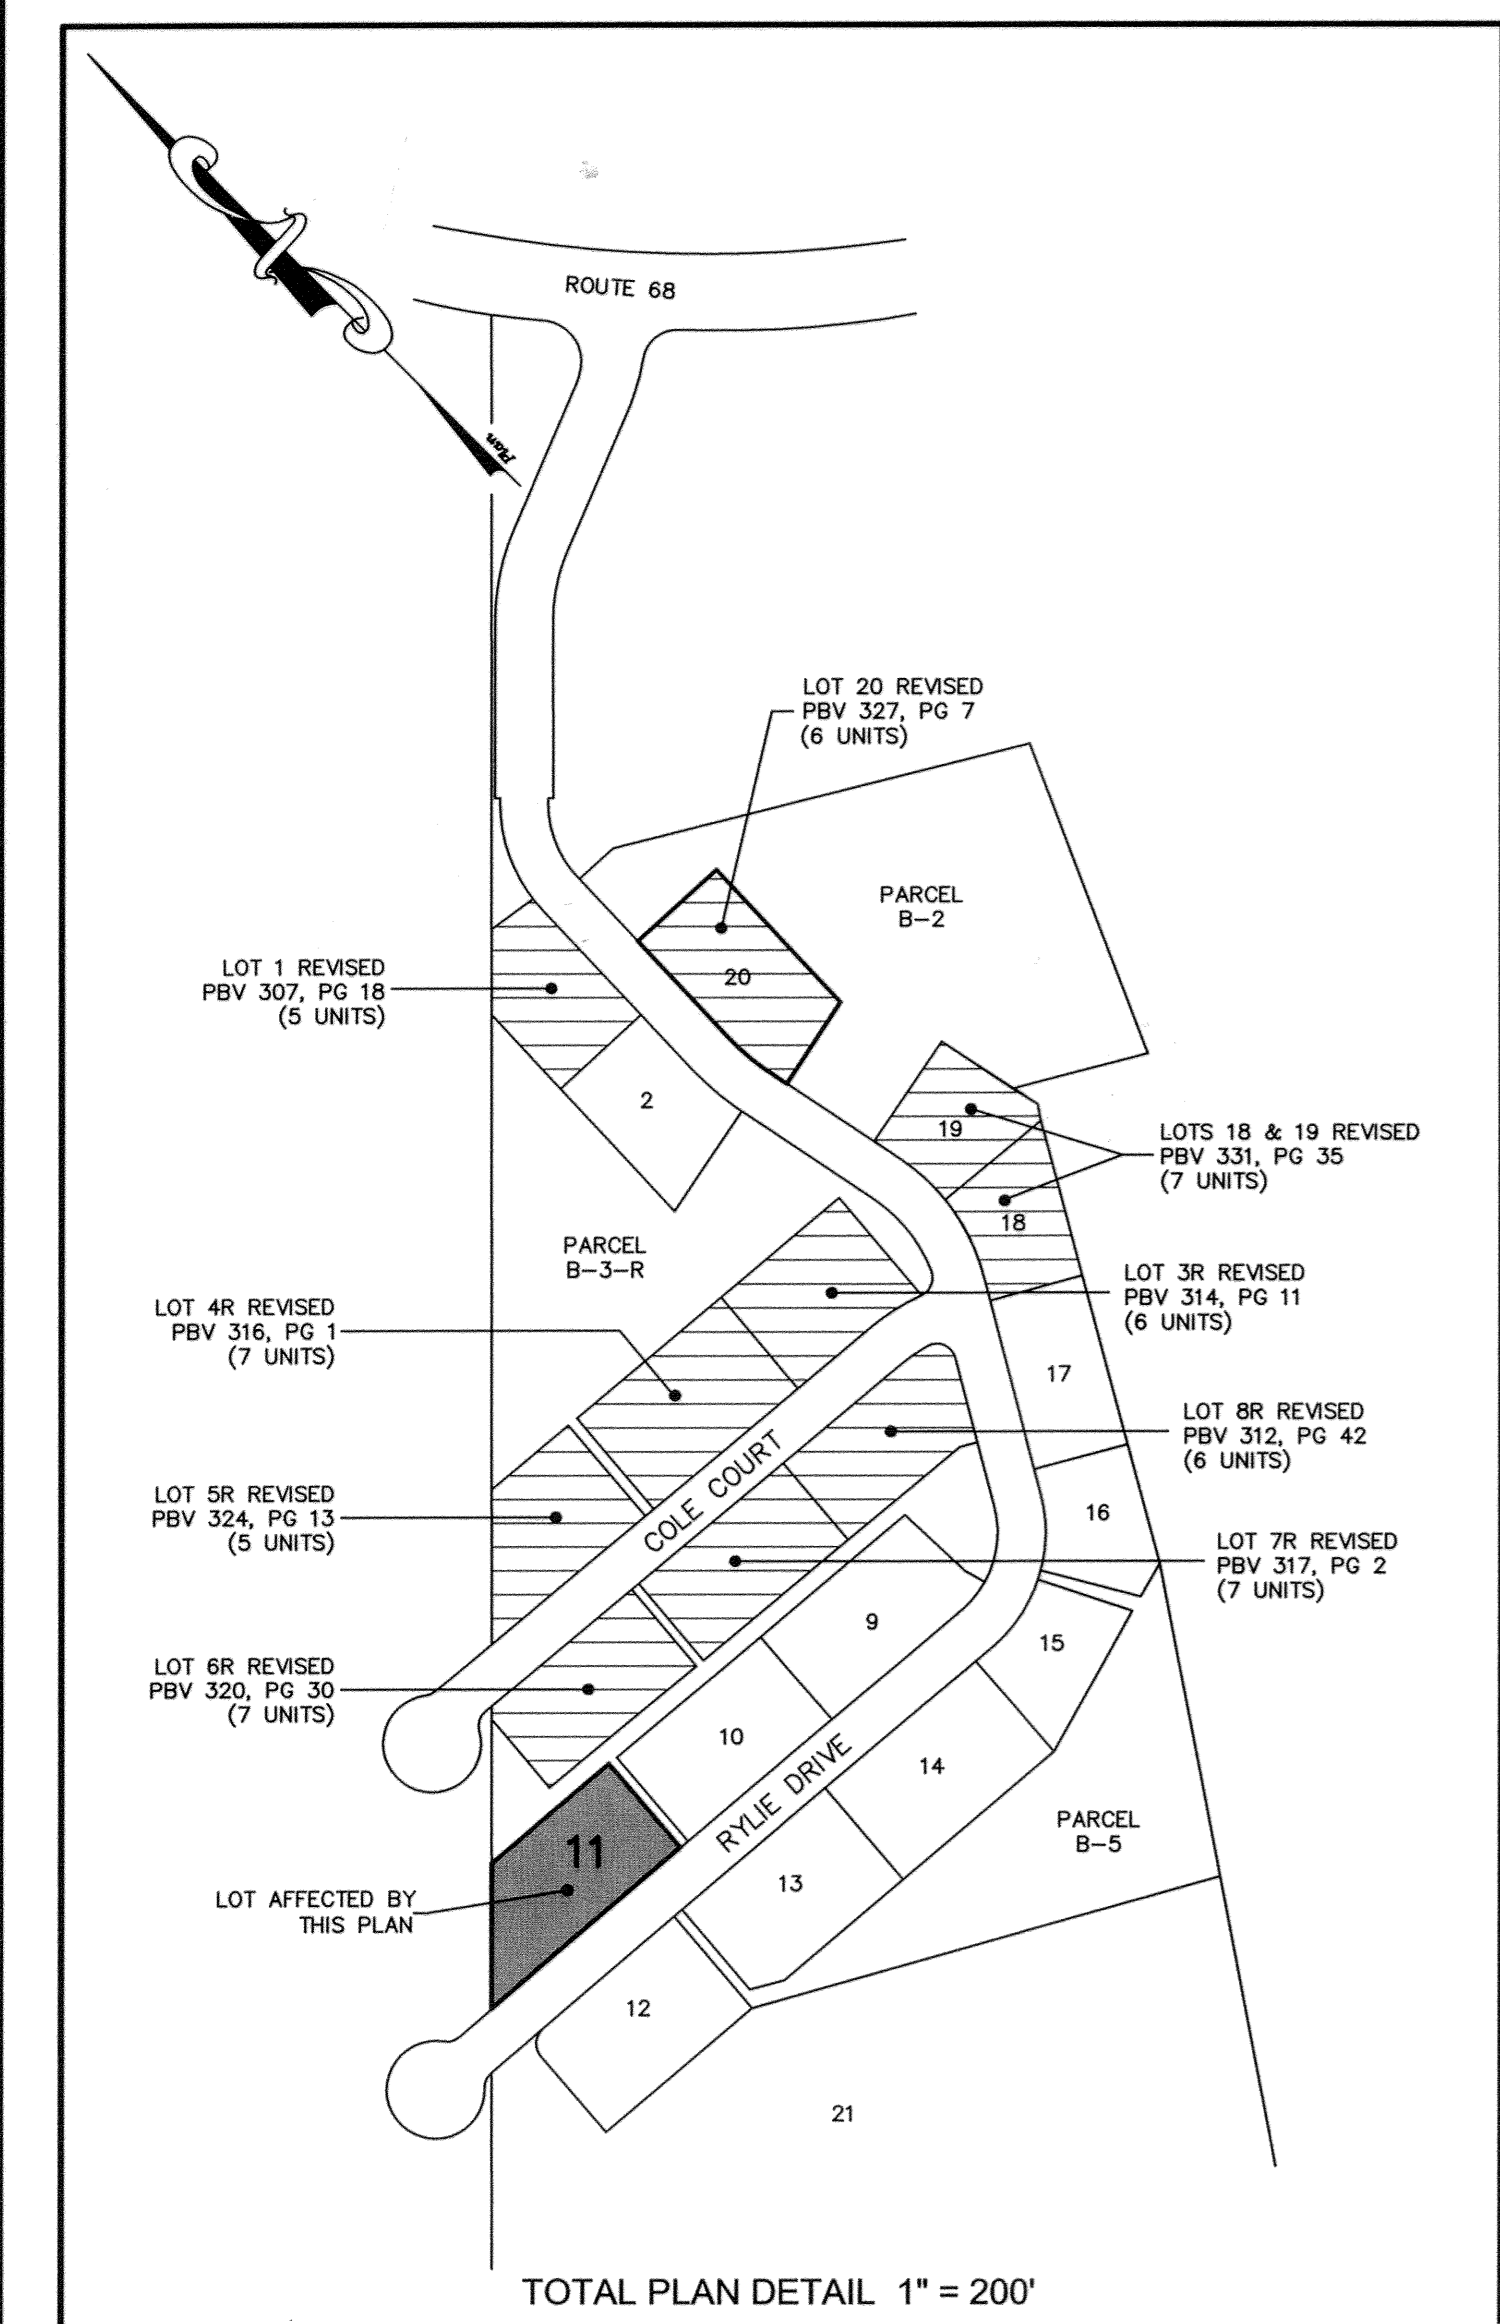 Plan
ROUTE 68
LOT 20 REVISED
PBV 327, PG 7
(6 UNITS)
PARCEL
B-2
20
LOT 1 REVISED
PBV 307, PG 18
(5 UNITS)
2
19
LOTS 18 & 19 REVISED
PBV 331, PG 35
(7 UNITS)
18
PARCEL
B-3-R
LOT 3R REVISED
PBV 314, PG 11
(6 UNITS)
LOT 4R REVISED
PBV 316, PG 1
(7 UNITS)
17
LOT 8R REVISED
PBV 312, PG 42
(6 UNITS)
COLE COURT
LOT 5R REVISED
PBV 324, PG 13
(5 UNITS)
16
LOT 7R REVISED
PBV 317, PG 2
(7 UNITS)
9
15
LOT 6R REVISED
PBV 320, PG 30
(7 UNITS)
10
RYLIE DRIVE
14
PARCEL
B-5
11
13
LOT AFFECTED BY
THIS PLAN
12
21
TOTAL PLAN DETAIL 1" = 200'